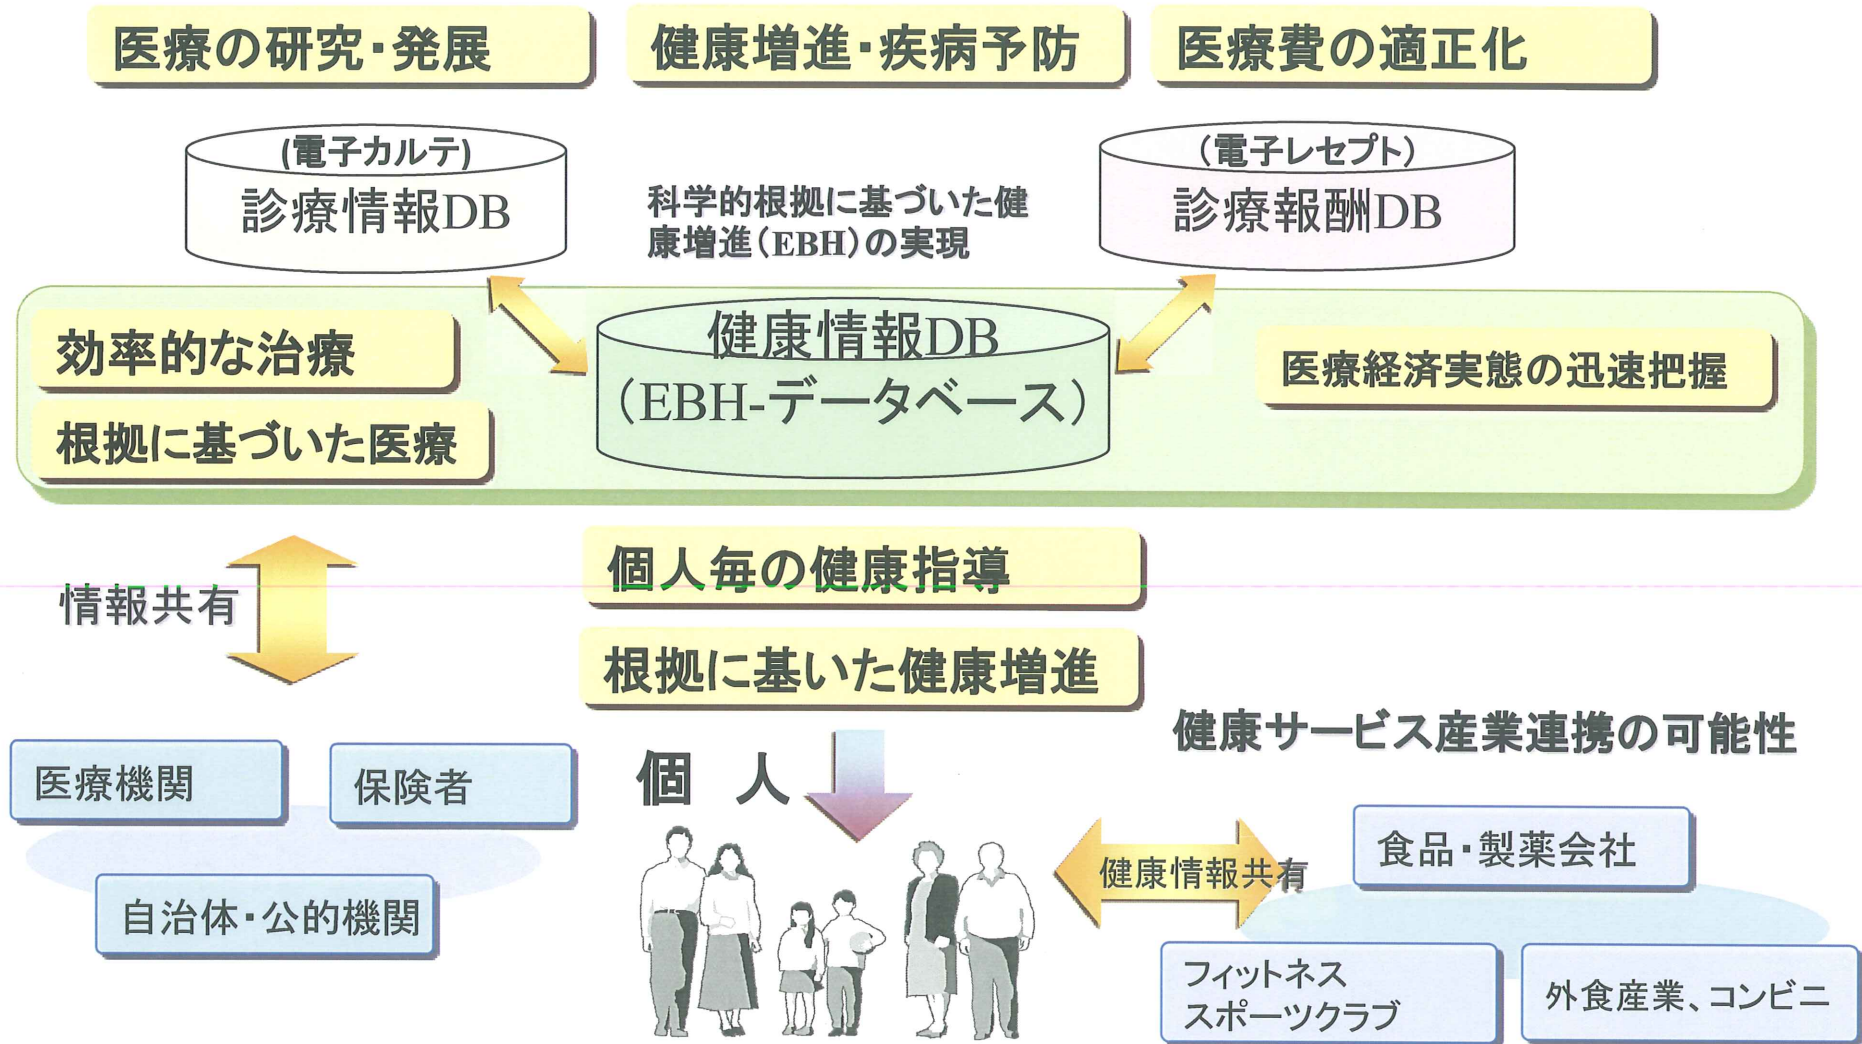 医療の研究・発展
健康増進・疾病予防
医療費の適正化
(電子カルテ)
診療情報DB
科学的根拠に基づいた健
康増進(EBH)の実現
(電子レセプト)
診療報酬DB
効率的な治療
根拠に基づいた医療
健康情報DB
(EBH-データベース)
医療経済実態の迅速把握
情報共有
個人毎の健康指導
根拠に基いた健康増進
医療機関
保険者
自治体・公的機関
個 人
健康サービス産業連携の可能性
健康情報共有
食品・製薬会社
フィットネス
スポーツクラブ
外食産業、コンビニ